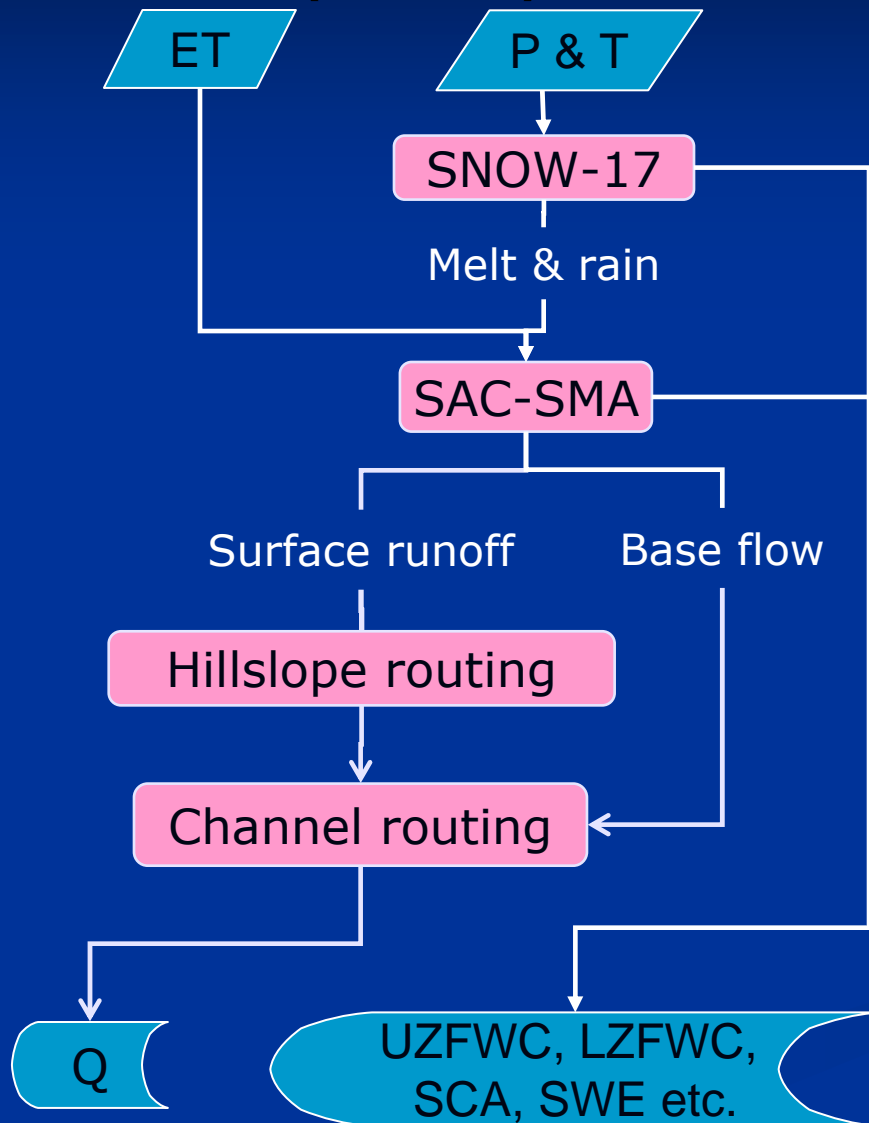 ET
P & T
SNOW-17
Melt & rain
SAC-SMA
Surface runoff
Base flow
Hillslope routing
Channel routing
Q
UZFWC, LZFWC,
SCA, SWE etc.